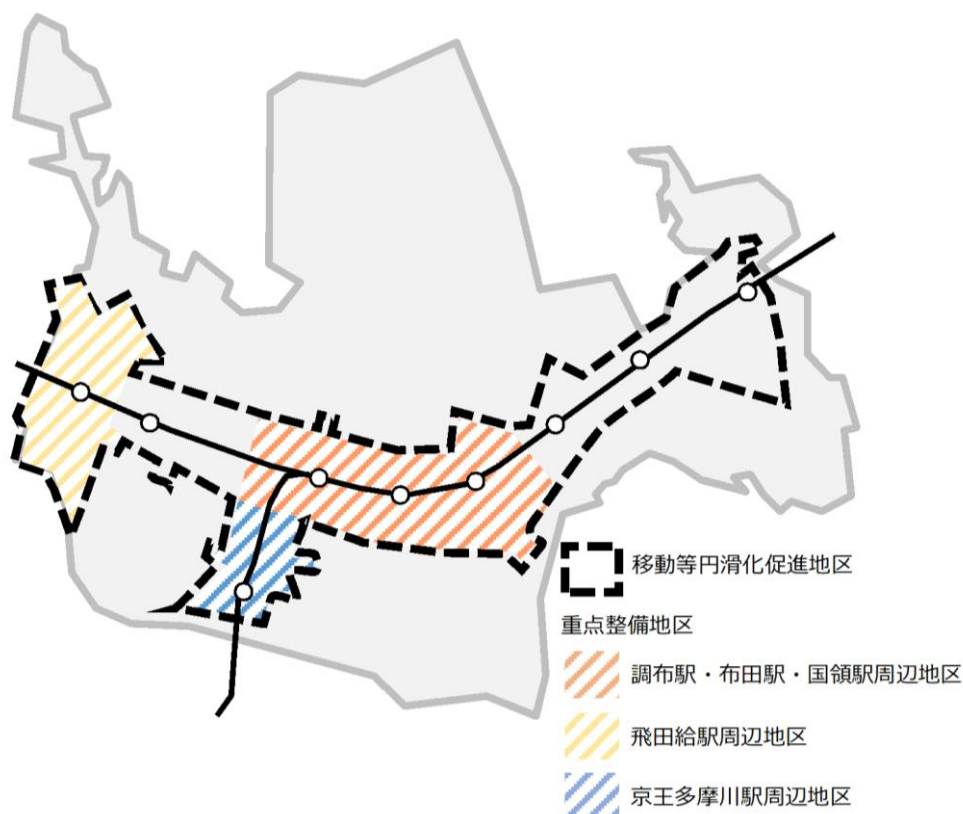 移動等円滑化促進地区
重点整備地区
調布駅・布田駅・国領駅周辺地区
飛田給駅周辺地区
京王多摩川駅周辺地区